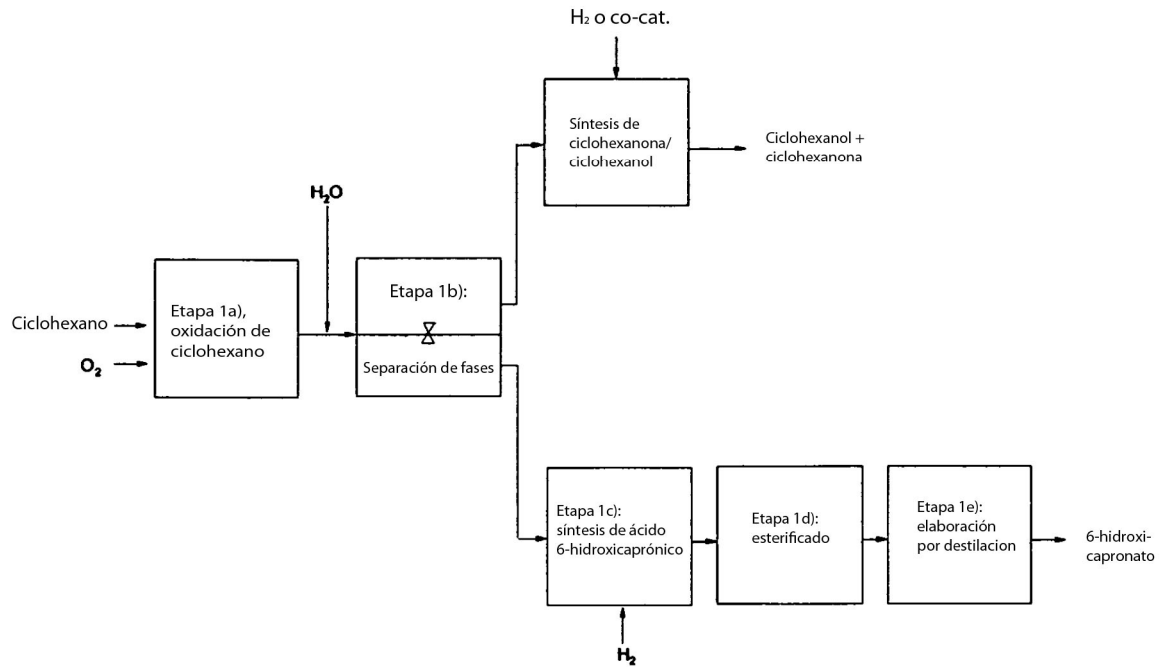 H₂ o co-cat.
Síntesis de
ciclohexanona/
ciclohexanol
Ciclohexanol +
ciclohexanona
H₂O
Etapa 1a),
oxidación de
ciclohexano
Ciclohexano
O₂
Etapa 1b):
Separación de fases
Etapa 1c):
síntesis de ácido
6-hidroxicaprónico
H₂
Etapa 1d):
esterificado
Etapa 1e):
elaboración
por destilacion
6-hidroxi-
capronato